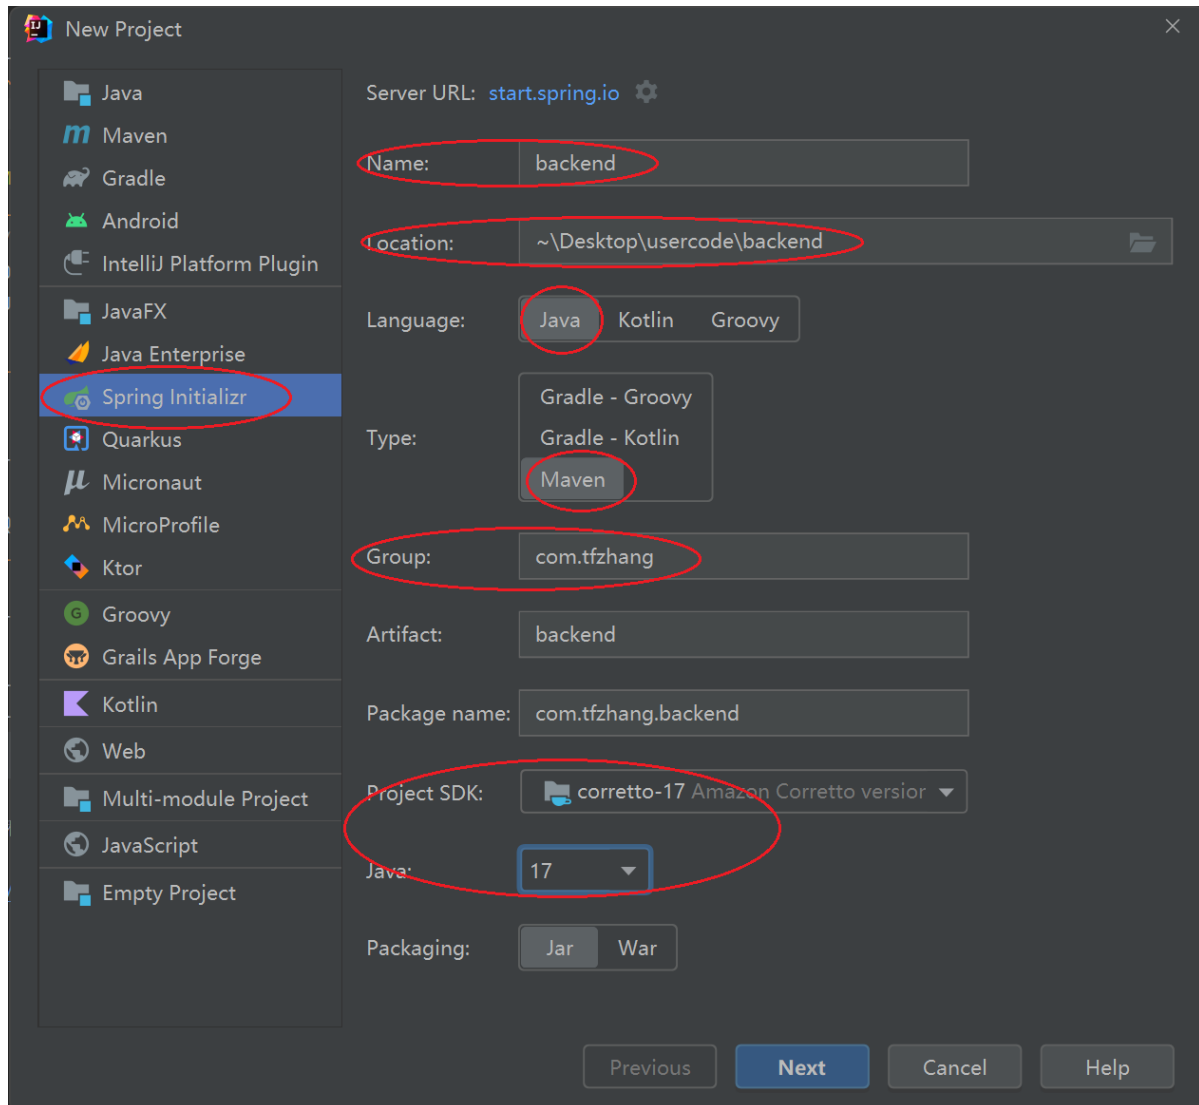 New Project
Java
Maven
Gradle
Android
IntelliJ Platform Plugin
JavaFX
Java Enterprise
Spring Initializr
Quarkus
Micronaut
MicroProfile
Ktor
Groovy
Grails App Forge
Kotlin
Web
Multi-module Project
JavaScript
Empty Project
Server URL: start.spring.io
Name: backend
Location: ~\Desktop\usercode\backend
Language: Java Kotlin Groovy
Gradle - Groovy
Type: Gradle - Kotlin
Maven
Group: com.tfzhang
Artifact: backend
Package name: com.tfzhang.backend
Project SDK: corretto-17 Amazon Corretto versior
Java: 17
Packaging: Jar War
Previous Next Cancel Help